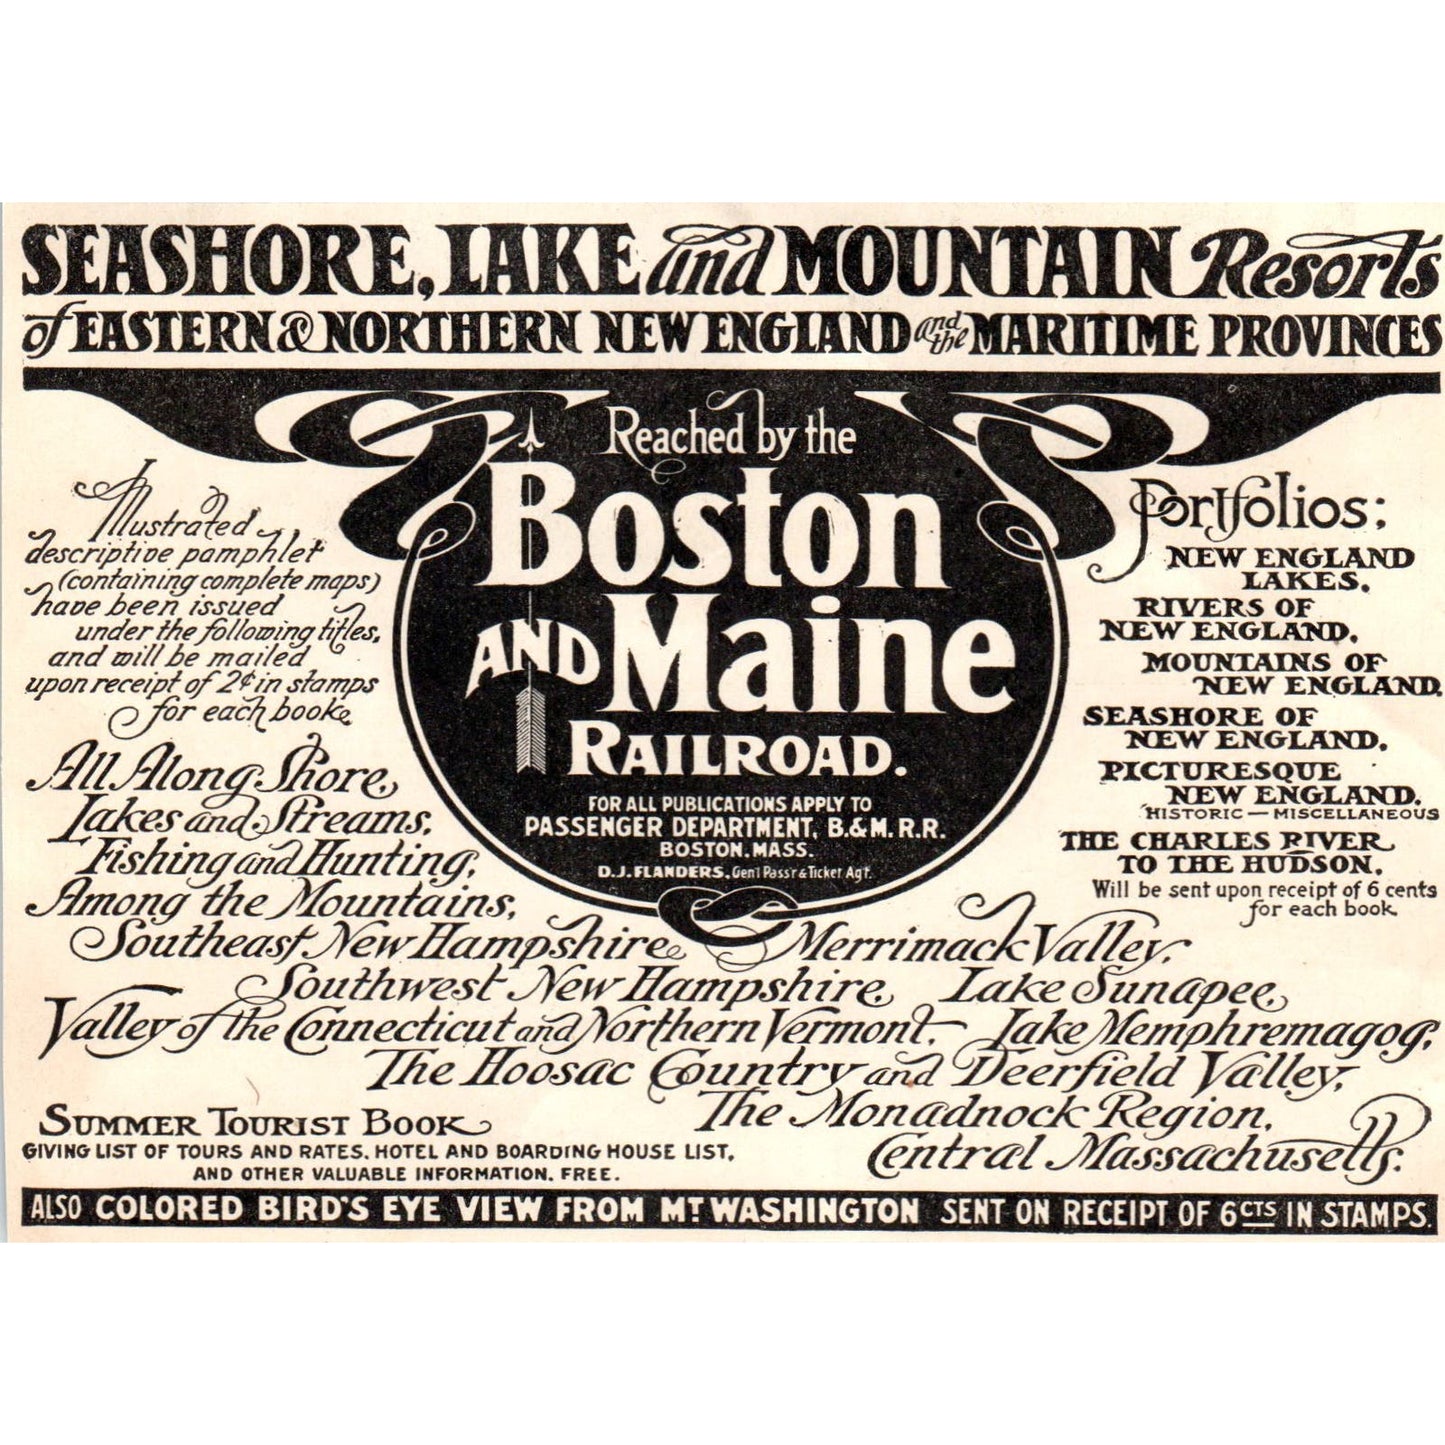 SEASHORE, LAKE and MOUNTAIN Resorts
of EASTERN & NORTHERN NEW ENGLAND and the MARITIME PROVINCES
Reached by the
Boston
AND Maine
RAILROAD.
FOR ALL PUBLICATIONS APPLY TO
PASSENGER DEPARTMENT, B.&M.R.R.
BOSTON. MASS.
D.J. FLANDERS, Gen'l Pass'r & Ticket Agt.
Illustrated
descriptive pamphlet
(containing complete maps)
have been issued
under the following titles,
and will be mailed
upon receipt of 2¢ in stamps
for each book.
All Along Shore,
Lakes and Streams,
Fishing and Hunting,
Among the Mountains,
Southeast New Hampshire
Southwest New Hampshire,
Valley of the Connecticut and Northern Vermont.
The Hoosac Country and Deerfield Valley,
Merrimack Valley,
Lake Sunapee,
Lake Memphremagog,
The Monadnock Region,
Central Massachusetts.
Portfolios:
NEW ENGLAND
LAKES.
RIVERS OF
NEW ENGLAND.
MOUNTAINS OF
NEW ENGLAND.
SEASHORE OF
NEW ENGLAND.
PICTURESQUE
NEW ENGLAND.
HISTORIC — MISCELLANEOUS
THE CHARLES RIVER
TO THE HUDSON.
Will be sent upon receipt of 6 cents
for each book.
SUMMER TOURIST BOOK
GIVING LIST OF TOURS AND RATES. HOTEL AND BOARDING HOUSE LIST,
AND OTHER VALUABLE INFORMATION. FREE.
ALSO COLORED BIRD'S EYE VIEW FROM MT. WASHINGTON SENT ON RECEIPT OF 6 CTS IN STAMPS.